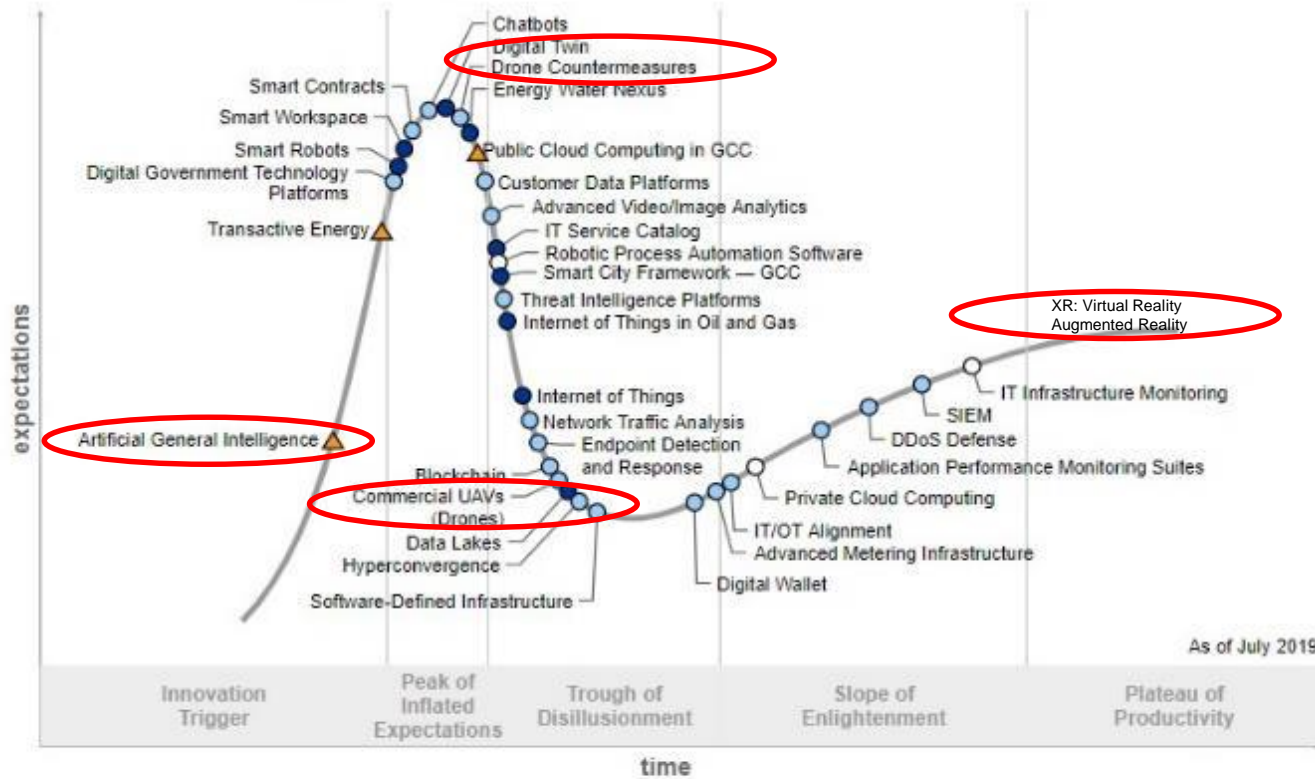 Chatbots
Digital Twin
Drone Countermeasures
Energy Water Nexus
Smart Contracts
Smart Workspace
Smart Robots
Digital Government Technology
Platforms
Transactive Energy
Public Cloud Computing in GCC
Customer Data Platforms
Advanced Video/Image Analytics
IT Service Catalog
Robotic Process Automation Software
Smart City Framework — GCC
Threat Intelligence Platforms
Internet of Things in Oil and Gas
XR: Virtual Reality
Augmented Reality
expectations
Artificial General Intelligence
Internet of Things
Network Traffic Analysis
Endpoint Detection
and Response
Blockchain
Commercial UAVs
(Drones)
Data Lakes
Hyperconvergence
Software-Defined Infrastructure
IT Infrastructure Monitoring
SIEM
DDoS Defense
Application Performance Monitoring Suites
Private Cloud Computing
IT/OT Alignment
Advanced Metering Infrastructure
Digital Wallet
As of July 2019
Innovation
Trigger
Peak of
Inflated
Expectations
Trough of
Disillusionment
Slope of
Enlightenment
Plateau of
Productivity
time